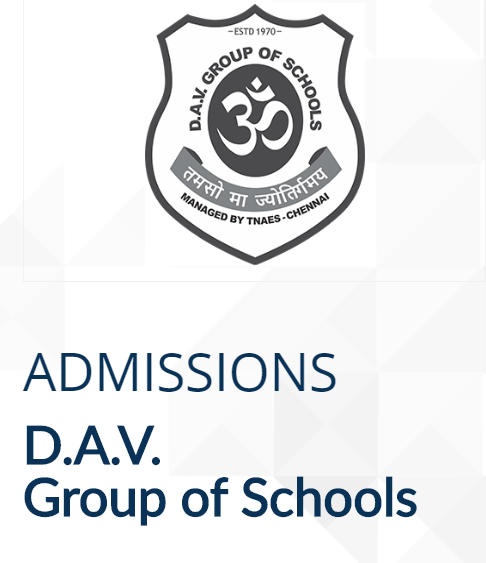 –ESTD 1970–
D.A.V. GROUP OF SCHOOLS
ॐ
तमसो मा ज्योतिर्गमय
MANAGED BY TNAES - CHENNAI
ADMISSIONS
D.A.V.
Group of Schools